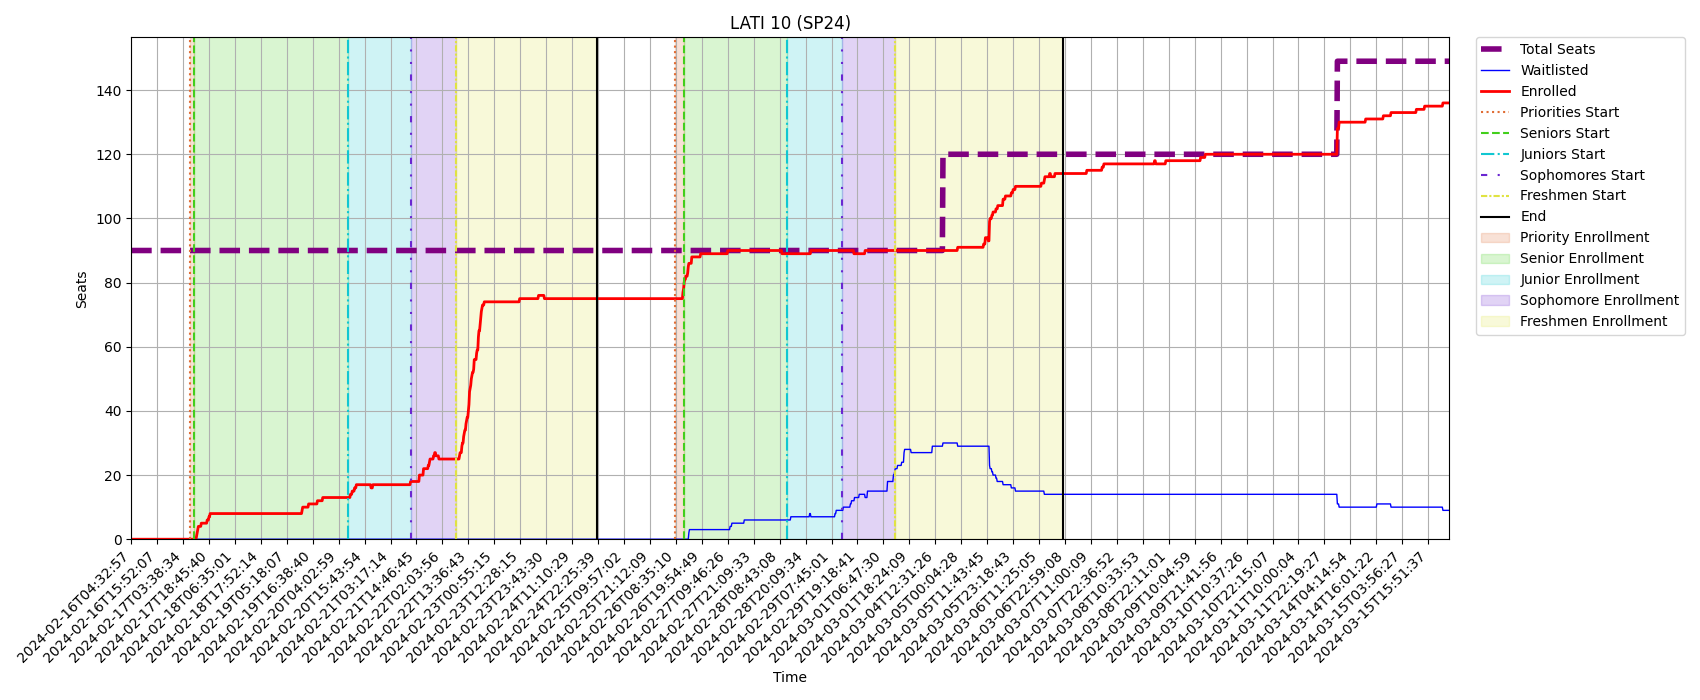 LATI 10 (SP24)
Total Seats
Waitlisted
Enrolled
Priorities Start
Seniors Start
Juniors Start
Sophomores Start
Freshmen Start
End
Priority Enrollment
Senior Enrollment
Junior Enrollment
Sophomore Enrollment
Freshmen Enrollment
Seats
140
120
100
80
60
40
20
0
2024-02-16T04:32:57
2024-02-16T15:52:07
2024-02-17T03:38:34
2024-02-17T18:45:40
2024-02-18T06:35:01
2024-02-18T17:52:14
2024-02-19T05:18:07
2024-02-19T16:38:40
2024-02-20T04:02:59
2024-02-20T15:43:54
2024-02-21T03:17:14
2024-02-21T14:46:45
2024-02-22T02:03:56
2024-02-22T13:36:43
2024-02-23T00:55:15
2024-02-23T12:28:15
2024-02-23T23:43:30
2024-02-24T11:10:29
2024-02-24T22:25:39
2024-02-25T09:57:02
2024-02-25T21:12:09
2024-02-26T08:35:10
2024-02-26T19:54:49
2024-02-27T09:46:26
2024-02-27T21:09:33
2024-02-28T08:43:08
2024-02-28T20:09:34
2024-02-29T07:45:01
2024-02-29T19:18:41
2024-03-01T06:47:30
2024-03-01T18:24:09
2024-03-04T12:31:26
2024-03-05T00:04:28
2024-03-05T11:43:45
2024-03-05T23:18:43
2024-03-06T11:25:05
2024-03-06T22:59:08
2024-03-07T11:00:09
2024-03-07T22:36:52
2024-03-08T10:33:53
2024-03-08T22:11:01
2024-03-09T10:04:59
2024-03-09T21:41:56
2024-03-10T10:37:26
2024-03-10T22:15:07
2024-03-11T10:00:04
2024-03-11T22:19:27
2024-03-14T04:14:54
2024-03-14T16:01:22
2024-03-15T03:56:27
2024-03-15T15:51:37
Time